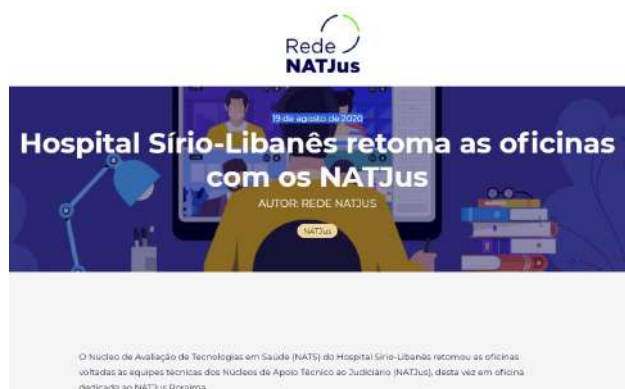 Rede
NATJus
19 de agosto de 2020
Hospital Sírio-Libanês retoma as oficinas
com os NATJus
AUTOR: REDE NATJUS
NATJus
O Núcleo de Avaliação de Tecnologias em Saúde (NATS) do Hospital Sírio-Libanês retomou as oficinas
voltadas às equipes técnicas dos Núcleos de Apoio Técnico ao Judiciário (NATJus), desta vez em oficina
dedicada ao NATJus Roraima.